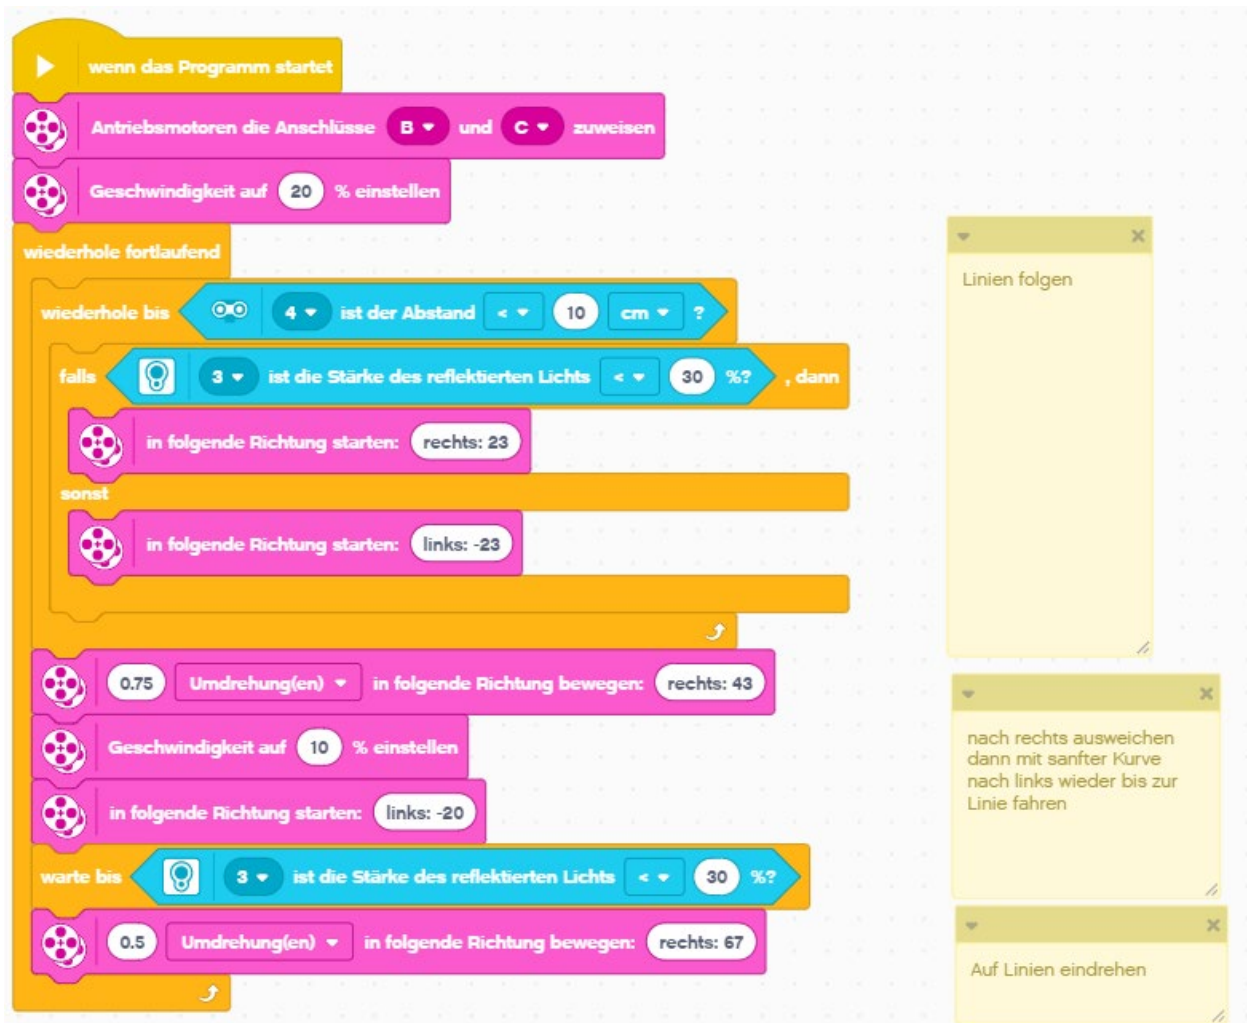 wenn das Programm startet
Antriebsmotoren die Anschlüsse B und C zuweisen
Geschwindigkeit auf 20 % einstellen
wiederhole fortlaufend
wiederhole bis 4 ist der Abstand < 10 cm ?
falls 3 ist die Stärke des reflektierten Lichts < 30 %? , dann
in folgende Richtung starten: rechts: 23
sonst
in folgende Richtung starten: links: -23
0.75 Umdrehung(en) in folgende Richtung bewegen: rechts: 43
Geschwindigkeit auf 10 % einstellen
in folgende Richtung starten: links: -20
warte bis 3 ist die Stärke des reflektierten Lichts < 30 %?
0.5 Umdrehung(en) in folgende Richtung bewegen: rechts: 67
Linien folgen
nach rechts ausweichen
dann mit sanfter Kurve
nach links wieder bis zur
Linie fahren
Auf Linien eindrehen